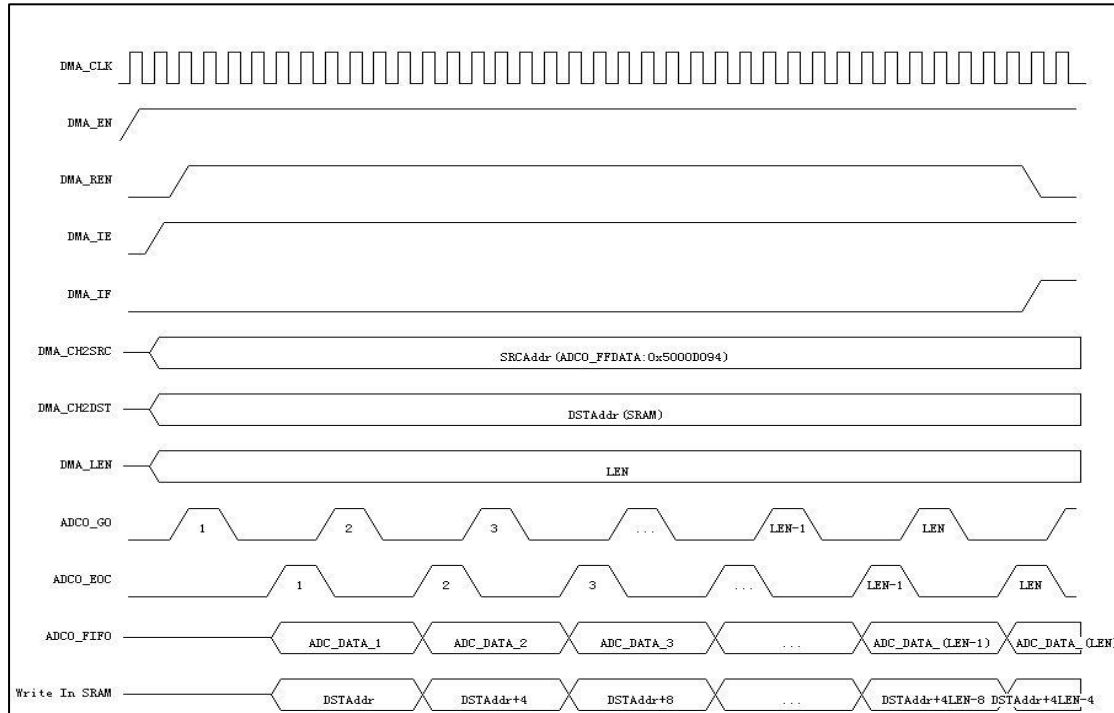 DMA_CLK
DMA_EN
DMA_REN
DMA_IE
DMA_IF
DMA_CH2SRC SRCAddr(ADC0_FFDATA:0x5000D094)
DMA_CH2DST DSTAddr(SRAM)
DMA_LEN LEN
ADC0_GO 1 2 3 ... LEN-1 LEN
ADC0_EOC 1 2 3 ... LEN-1 LEN
ADC0_FIFO ADC_DATA_1 ADC_DATA_2 ADC_DATA_3 ... ADC_DATA_(LEN-1) ADC_DATA_(LEN)
Write In SRAM DSTAddr DSTAddr+4 DSTAddr+8 ... DSTAddr+4LEN-8 DSTAddr+4LEN-4